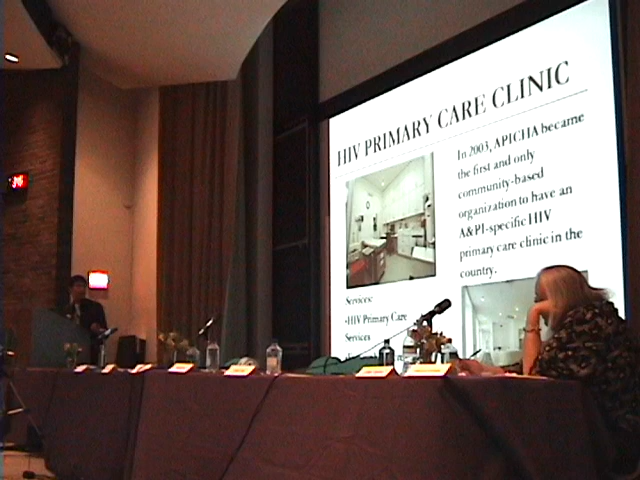 HIV PRIMARY CARE CLINIC
In 2003, APICHA became
the first and only
community-based
organization to have an
A&PI-specific HIV
primary care clinic in the
country.
Services:
•HIV Primary Care
Services